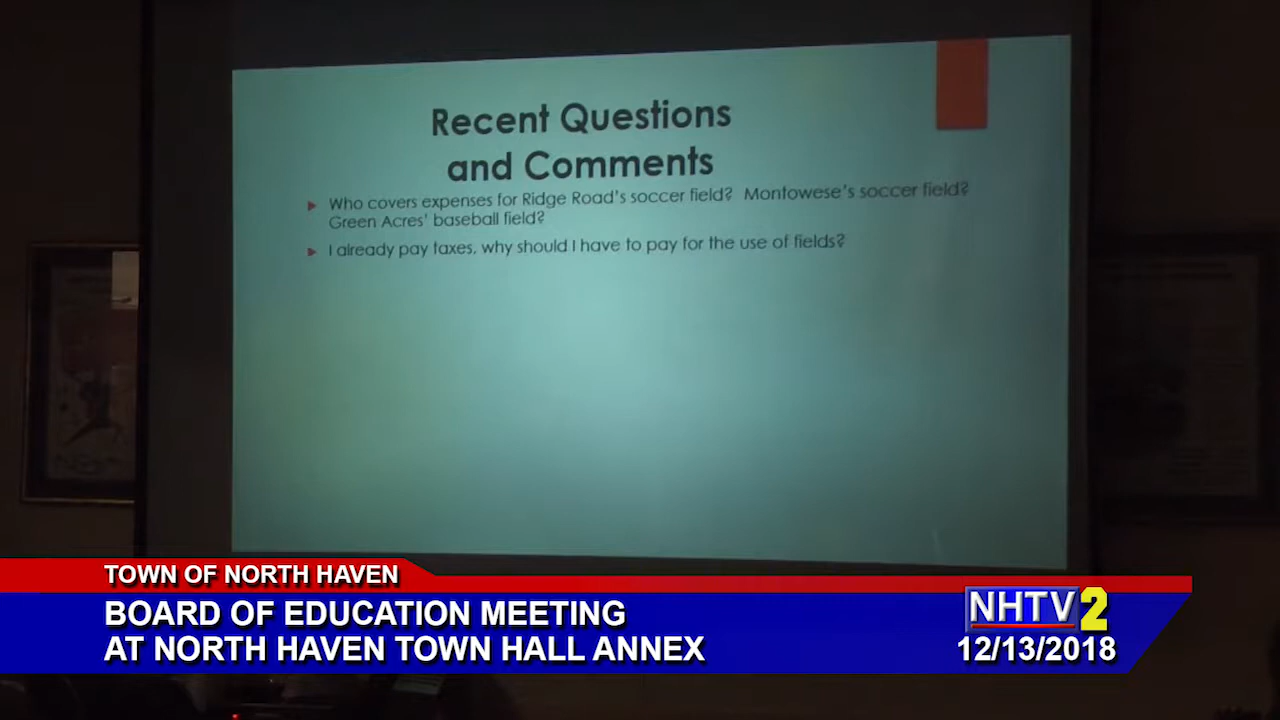 Recent Questions
and Comments
Who covers expenses for Ridge Road's soccer field? Montowese's soccer field?
Green Acres' baseball field?
I already pay taxes, why should I have to pay for the use of fields?
TOWN OF NORTH HAVEN
BOARD OF EDUCATION MEETING
AT NORTH HAVEN TOWN HALL ANNEX
NHTV2
12/13/2018